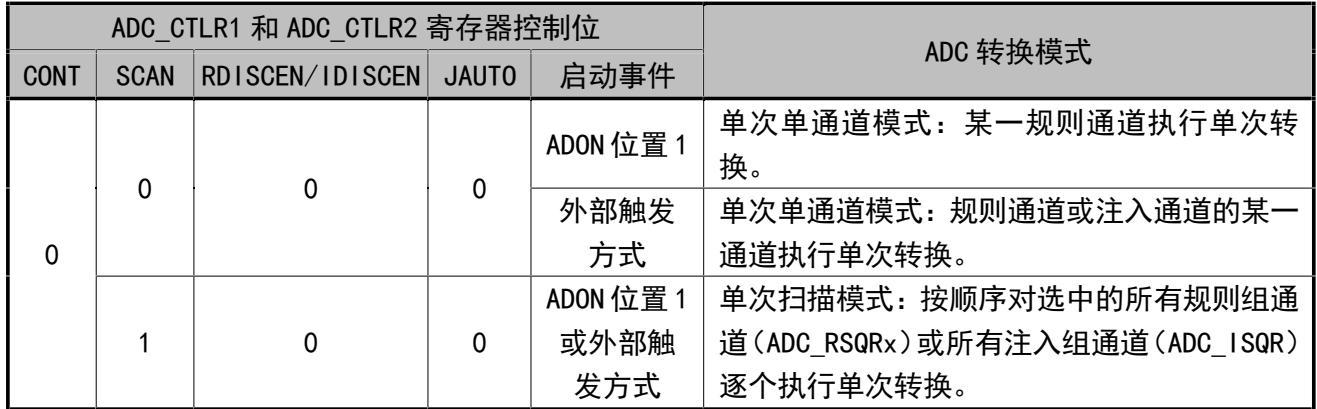 ADC_CTLR1 和 ADC_CTLR2 寄存器控制位
ADC 转换模式
CONT SCAN RDISCEN/IDISCEN JAUTO 启动事件
0
0
0
0
ADON 位置 1
单次单通道模式：某一规则通道执行单次转
换。
外部触发
方式
单次单通道模式：规则通道或注入通道的某一
通道执行单次转换。
1
0
0
ADON 位置 1
或外部触
发方式
单次扫描模式：按顺序对选中的所有规则组通
道（ADC_RSQRx）或所有注入组通道（ADC_ISQR）
逐个执行单次转换。